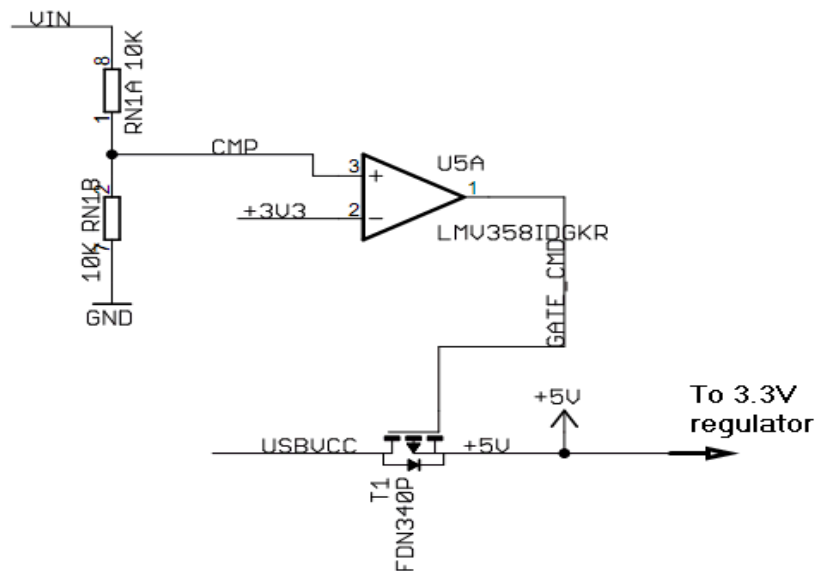 VIN
8
RN1A 10K
1
CMP
3
+
U5A
1
2
10K RN1B
7
+3V3
2
−
LMV358IDGKR
GND
GATE_CMD
+5V
To 3.3V
regulator
USBVCC
+5V
T1
FDN340P